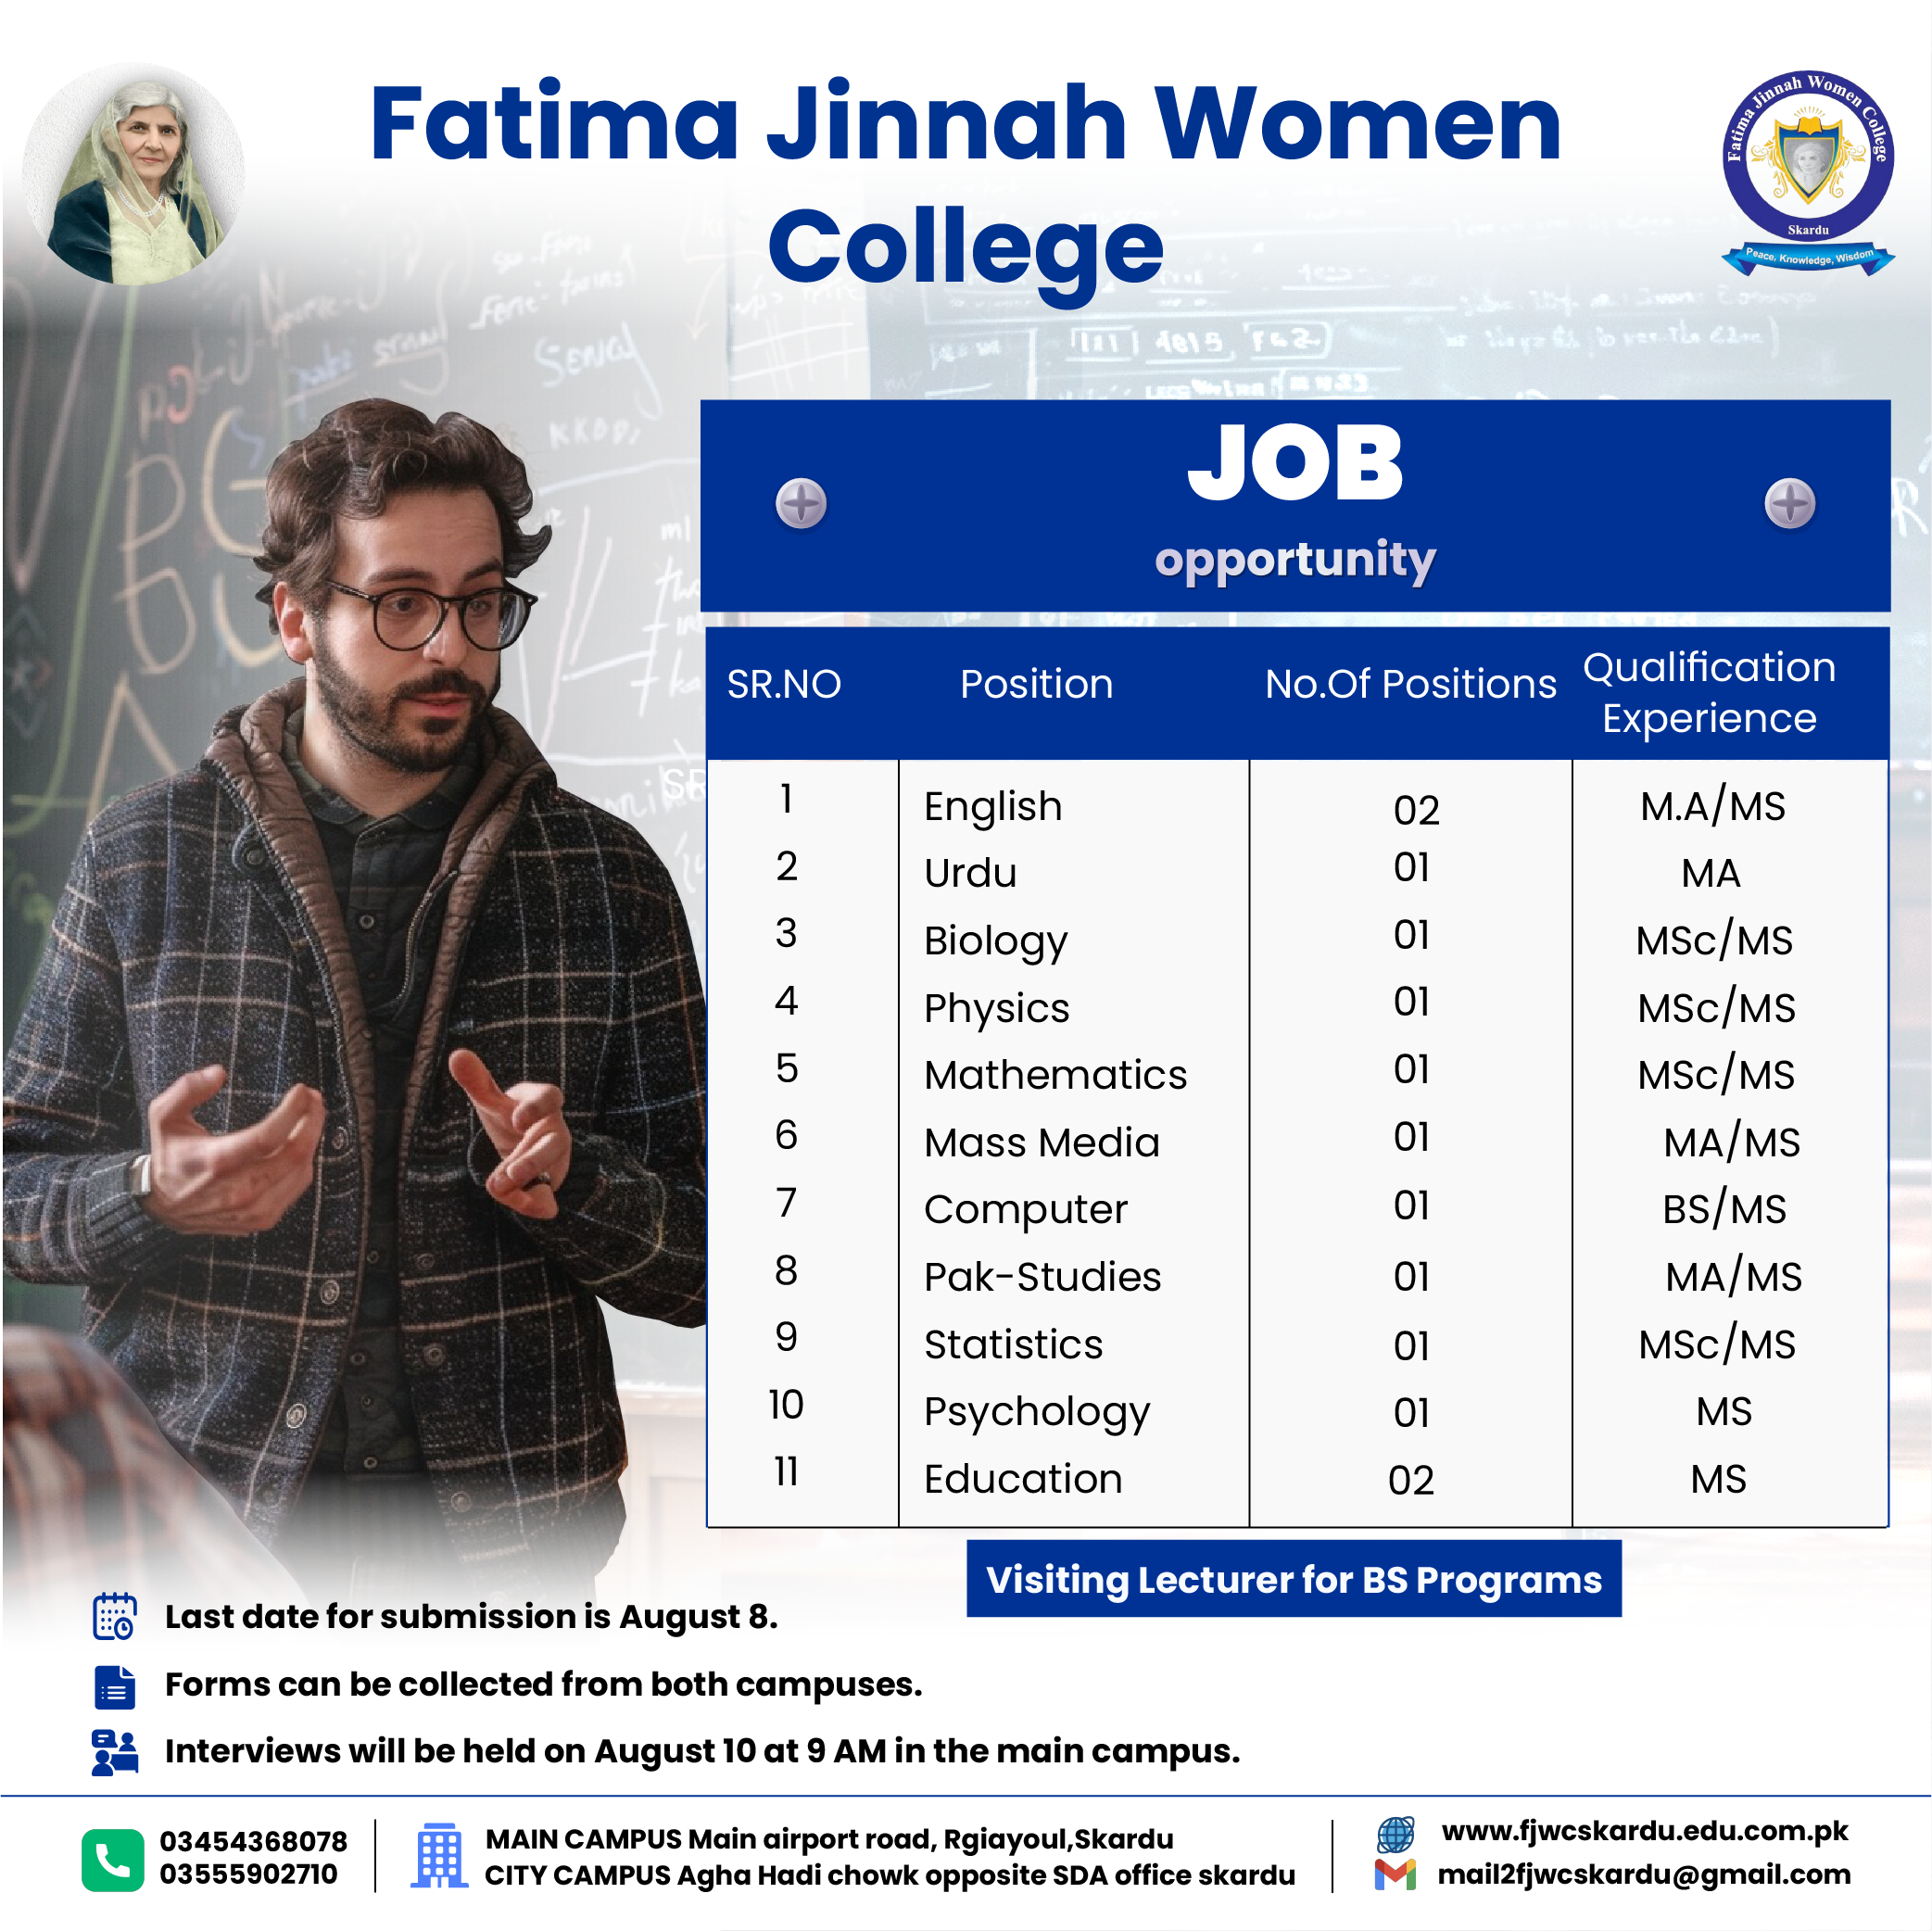 Fatima Jinnah Women
College
Fatima Jinnah Women College
Skardu
Peace, Knowledge, Wisdom
JOB
opportunity
SR.NO Position No.Of Positions Qualification Experience
1 English 02 M.A/MS
2 Urdu 01 MA
3 Biology 01 MSc/MS
4 Physics 01 MSc/MS
5 Mathematics 01 MSc/MS
6 Mass Media 01 MA/MS
7 Computer 01 BS/MS
8 Pak-Studies 01 MA/MS
9 Statistics 01 MSc/MS
10 Psychology 01 MS
11 Education 02 MS
Visiting Lecturer for BS Programs
Last date for submission is August 8.
Forms can be collected from both campuses.
Interviews will be held on August 10 at 9 AM in the main campus.
03454368078
03555902710
MAIN CAMPUS Main airport road, Rgiayoul,Skardu
CITY CAMPUS Agha Hadi chowk opposite SDA office skardu
www.fjwcskardu.edu.com.pk
mail2fjwcskardu@gmail.com